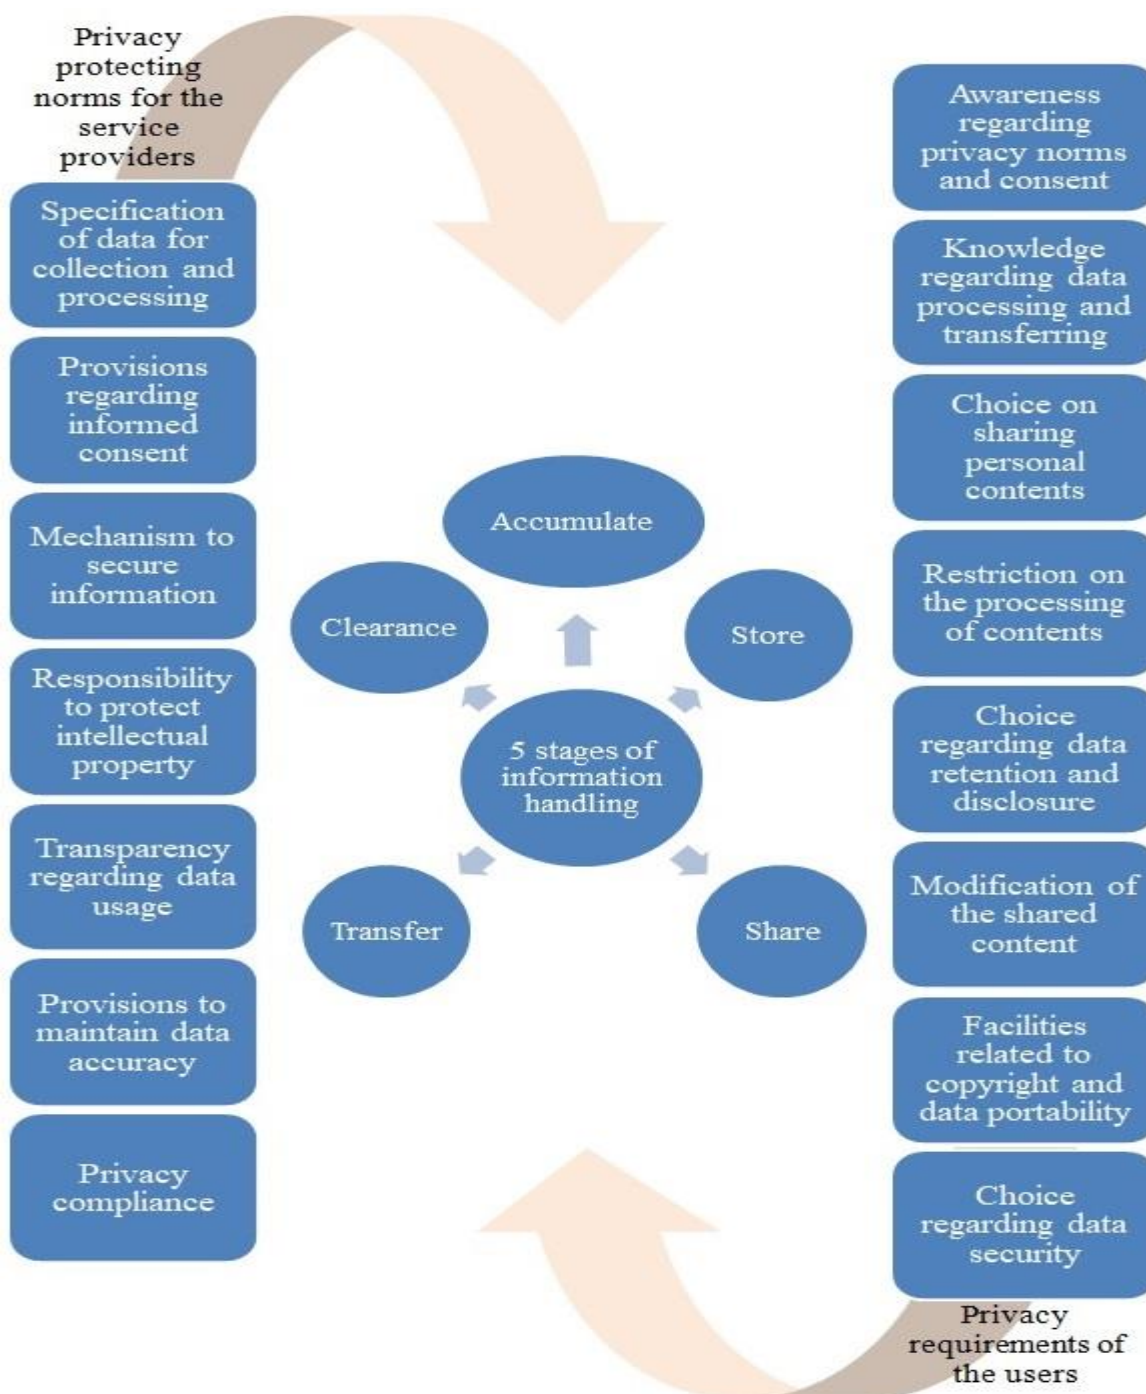 Privacy
protecting
norms for the
service
providers
Specification
of data for
collection and
processing
Provisions
regarding
informed
consent
Mechanism to
secure
information
Responsibility
to protect
intellectual
property
Transparency
regarding data
usage
Provisions to
maintain data
accuracy
Privacy
compliance
Accumulate
Clearance
Store
5 stages of
information
handling
Transfer
Share
Awareness
regarding
privacy norms
and consent
Knowledge
regarding data
processing and
transferring
Choice on
sharing
personal
contents
Restriction on
the processing
of contents
Choice
regarding data
retention and
disclosure
Modification of
the shared
content
Facilities
related to
copyright and
data portability
Choice
regarding data
security
Privacy
requirements of
the users